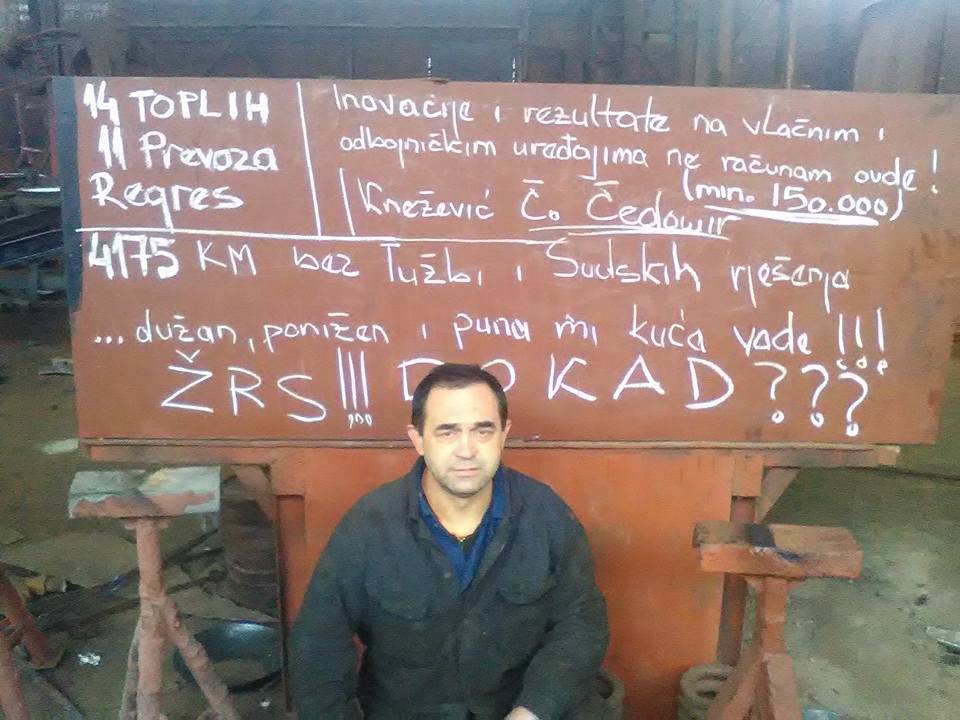 14 TOPLIH
11 Prevoza
Regres
Inovacije i rezultate na vlačnim i
odbojničkim uređajima ne računam ovde!
(min. 150.000)
Knežević Č. Čedomir
4175 KM bez Tužbi i Sudskih rješenja
...dužan, ponižen i puna mi kuća vode!!!
ŽRS!!! DOKAD???